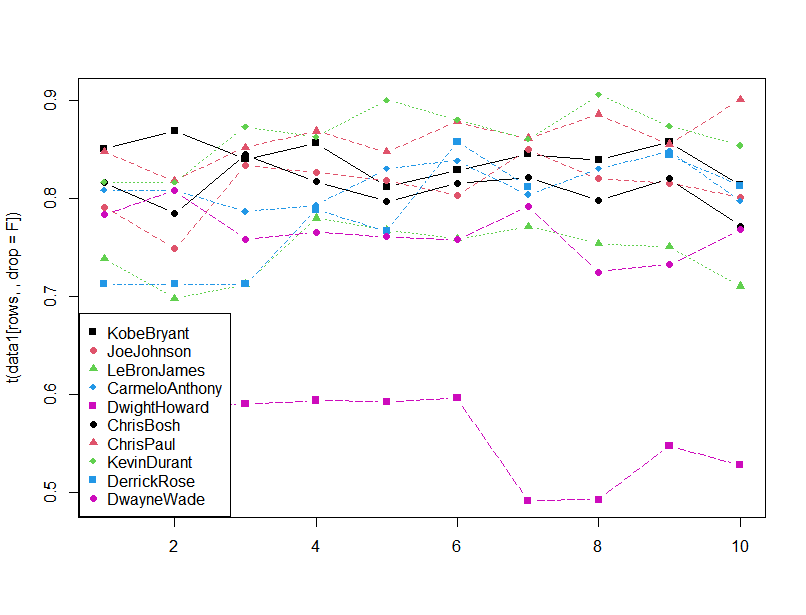 t(data1[rows, , drop = F])
0.9
0.8
0.7
0.6
0.5
KobeBryant
JoeJohnson
LeBronJames
CarmeloAnthony
DwightHoward
ChrisBosh
ChrisPaul
KevinDurant
DerrickRose
DwayneWade
2 4 6 8 10